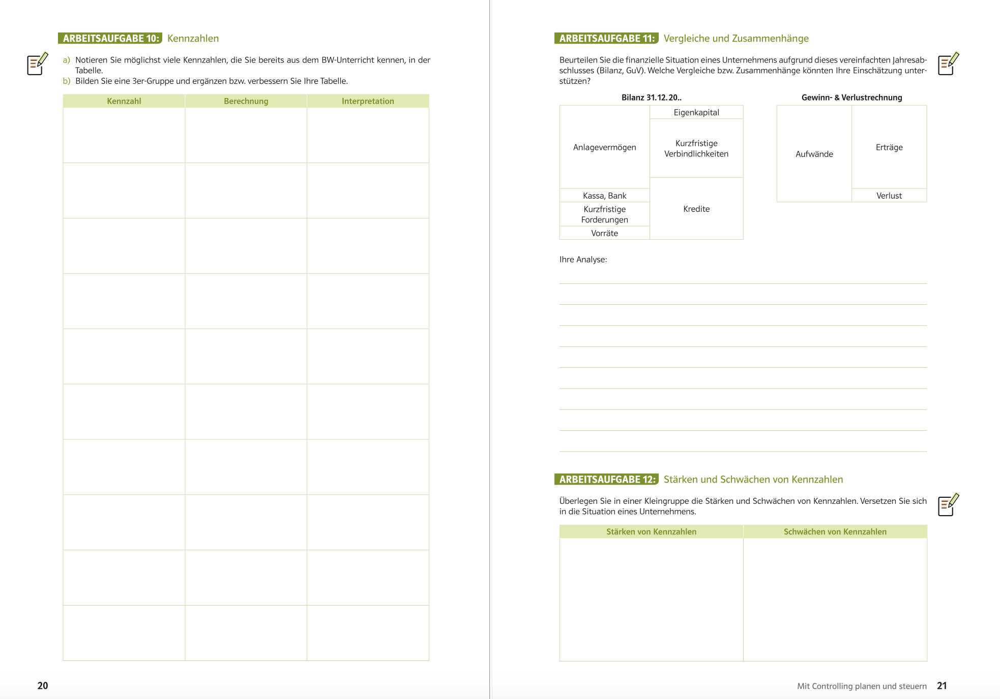 ARBEITSAUFGABE 10: Kennzahlen
a) Notieren Sie möglichst viele Kennzahlen, die Sie bereits aus dem BW-Unterricht kennen, in der
Tabelle.
b) Bilden Sie eine 3er-Gruppe und ergänzen bzw. verbessern Sie Ihre Tabelle.
Kennzahl Berechnung Interpretation
20
ARBEITSAUFGABE 11: Vergleiche und Zusammenhänge
Beurteilen Sie die finanzielle Situation eines Unternehmens aufgrund dieses vereinfachten Jahresab-
schlusses (Bilanz, GuV). Welche Vergleiche bzw. Zusammenhänge könnten Ihre Einschätzung unter-
stützen?
Bilanz 31.12.20..
Anlagevermögen
Kassa, Bank
Kurzfristige
Forderungen
Vorräte
Eigenkapital
Kurzfristige
Verbindlichkeiten
Kredite
Gewinn- & Verlustrechnung
Aufwände
Erträge
Verlust
Ihre Analyse:
ARBEITSAUFGABE 12: Stärken und Schwächen von Kennzahlen
Überlegen Sie in einer Kleingruppe die Stärken und Schwächen von Kennzahlen. Versetzen Sie sich
in die Situation eines Unternehmens.
Stärken von Kennzahlen Schwächen von Kennzahlen
Mit Controlling planen und steuern 21